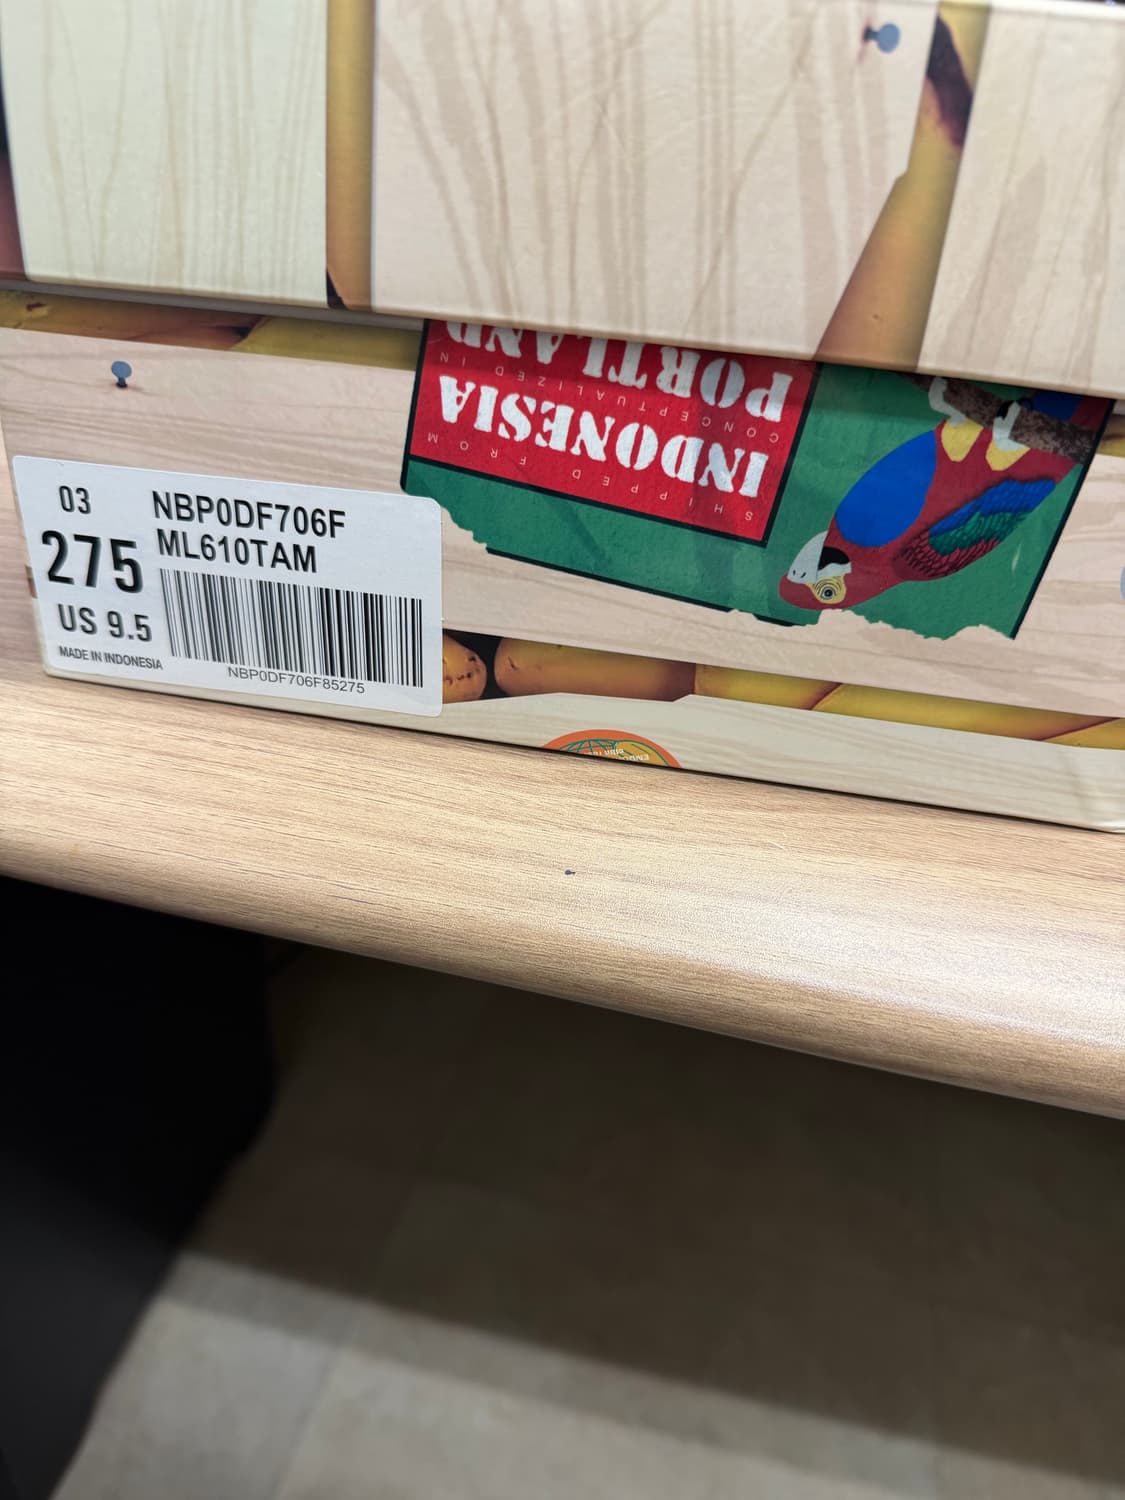 03
NBP0DF706F
275
ML610TAM
US 9.5
MADE IN INDONESIA
NBP0DF706F85275
SHIPPED FROM
INDONESIA
CONCEPTUALIZED IN
PORTLAND